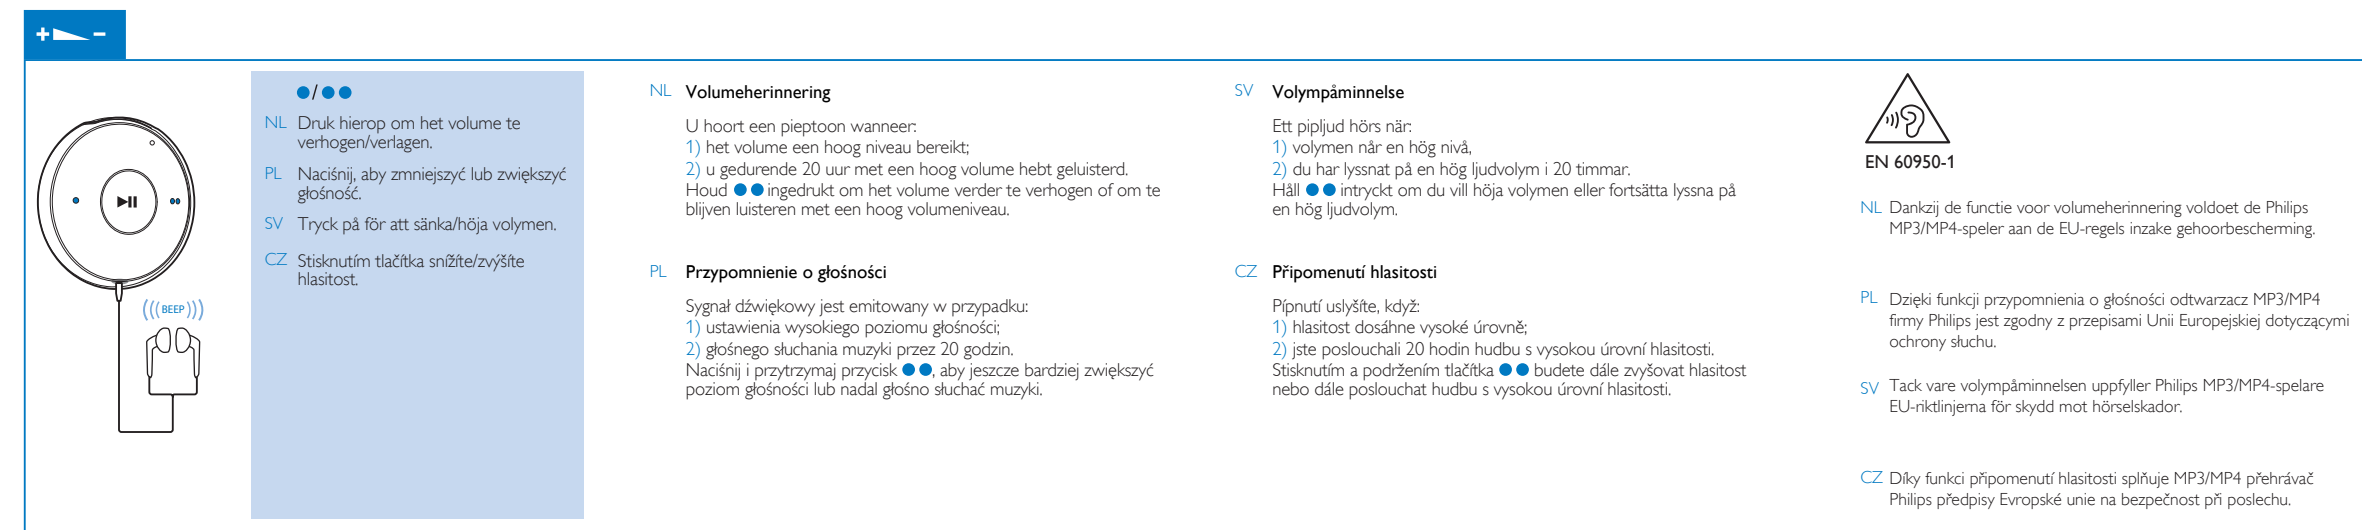 ●/●●
NL Druk hierop om het volume te
verhogen/verlagen.
PL Naciśnij, aby zmniejszyć lub zwiększyć
głośność.
SV Tryck på för att sänka/höja volymen.
CZ Stisknutím tlačítka snížíte/zvýšíte
hlasitost.
BEEP
NL Volumeherinnering
U hoort een pieptoon wanneer:
1) het volume een hoog niveau bereikt;
2) u gedurende 20 uur met een hoog volume hebt geluisterd.
Houd ●● ingedrukt om het volume verder te verhogen of om te
blijven luisteren met een hoog volumeniveau.
PL Przypomnienie o głośności
Sygnał dźwiękowy jest emitowany w przypadku:
1) ustawienia wysokiego poziomu głośności;
2) głośnego słuchania muzyki przez 20 godzin.
Naciśnij i przytrzymaj przycisk ●●, aby jeszcze bardziej zwiększyć
poziom głośności lub nadal głośno słuchać muzyki.
SV Volympåminnelse
Ett pipljud hörs när:
1) volymen når en hög nivå,
2) du har lyssnat på en hög ljudvolym i 20 timmar.
Håll ●● intryckt om du vill höja volymen eller fortsätta lyssna på
en hög ljudvolym.
CZ Připomenutí hlasitosti
Pípnutí uslyšíte, když:
1) hlasitost dosáhne vysoké úrovně;
2) jste poslouchali 20 hodin hudbu s vysokou úrovní hlasitosti.
Stisknutím a podržením tlačítka ●● budete dále zvyšovat hlasitost
nebo dále poslouchat hudbu s vysokou úrovní hlasitosti.
EN 60950-1
NL Dankzij de functie voor volumeherinnering voldoet de Philips
MP3/MP4-speler aan de EU-regels inzake gehoorbescherming.
PL Dzięki funkcji przypomnienia o głośności odtwarzacz MP3/MP4
firmy Philips jest zgodny z przepisami Unii Europejskiej dotyczącymi
ochrony słuchu.
SV Tack vare volympåminnelsen uppfyller Philips MP3/MP4-spelare
EU-riktlinjerna för skydd mot hörselskador.
CZ Díky funkci připomenutí hlasitosti splňuje MP3/MP4 přehrávač
Philips předpisy Evropské unie na bezpečnost při poslechu.